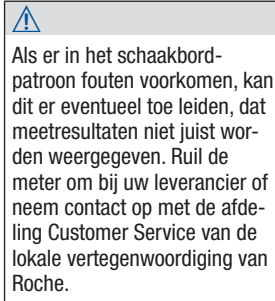 Als er in het schaakbord-
patroon fouten voorkomen, kan
dit er eventueel toe leiden, dat
meetresultaten niet juist wor-
den weergegeven. Ruil de
meter om bij uw leverancier of
neem contact op met de afde-
ling Customer Service van de
lokale vertegenwoordiging van
Roche.